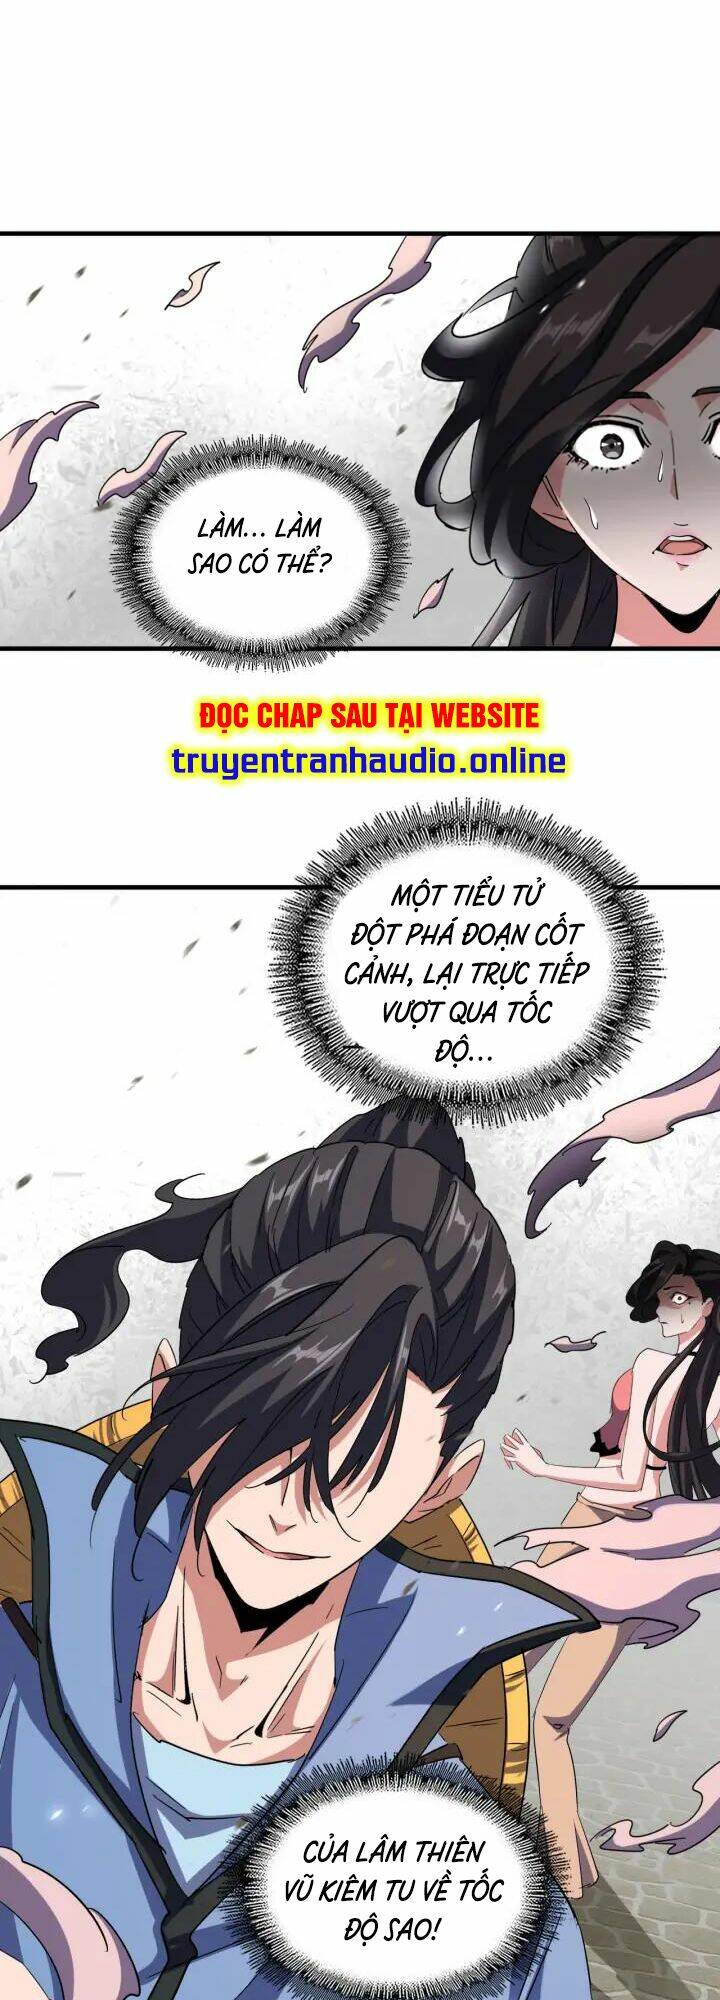 LÀM... LÀM
SAO CÓ THỂ?
ĐỌC CHAP SAU TẠI WEBSITE
truyentranhaudio.online
MỘT TIỂU TỬ
ĐỘT PHÁ ĐOẠN CỐT
CẢNH, LẠI TRỰC TIẾP
VƯỢT QUA TỐC
ĐỘ...
CỦA LÂM THIÊN
VŨ KIÊM TU VỀ TỐC
ĐỘ SAO!